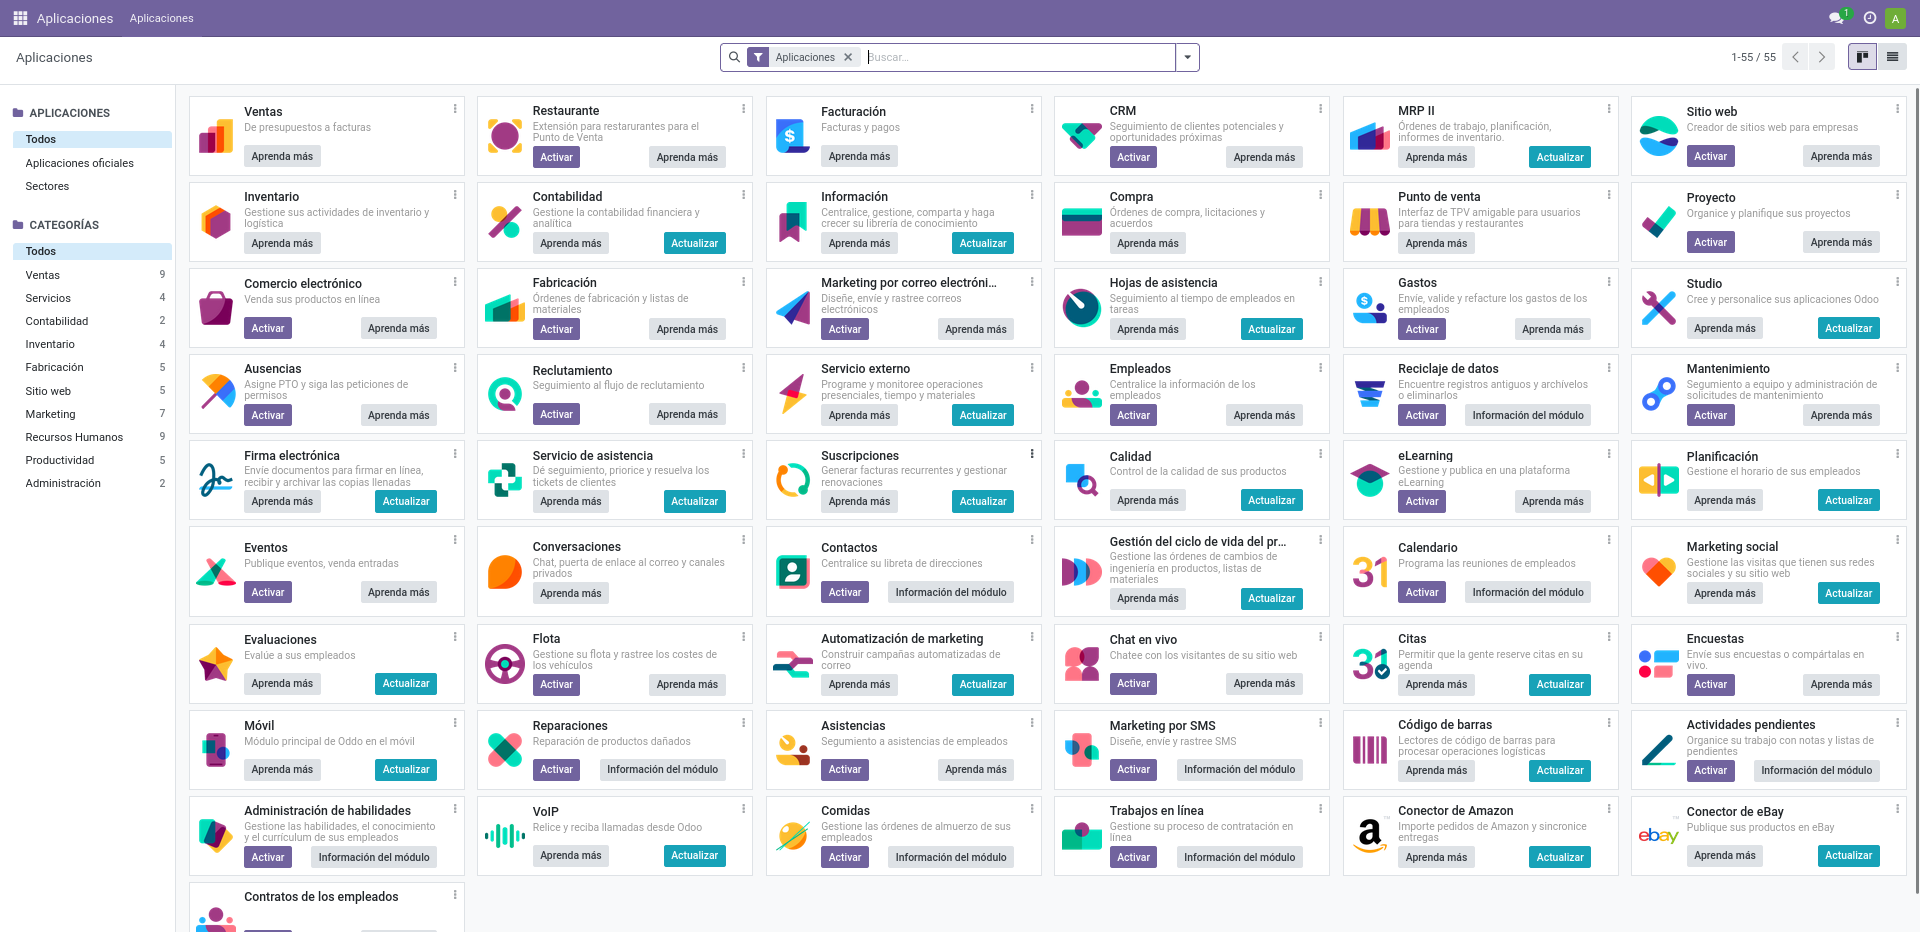 Aplicaciones
Aplicaciones
1
A
Aplicaciones
Aplicaciones
Buscar...
1-55 / 55
APLICACIONES
Todos
Aplicaciones oficiales
Sectores
CATEGORÍAS
Todos
Ventas 9
Servicios 4
Contabilidad 2
Inventario 4
Fabricación 5
Sitio web 5
Marketing 7
Recursos Humanos 9
Productividad 5
Administración 2
Ventas
De presupuestos a facturas
Aprenda más
Restaurante
Extensión para restarurantes para el
Punto de Venta
Activar Aprenda más
Facturación
Facturas y pagos
Aprenda más
CRM
Seguimiento de clientes potenciales y
oportunidades próximas
Activar Aprenda más
MRP II
Órdenes de trabajo, planificación,
informes de inventario.
Aprenda más Actualizar
Sitio web
Creador de sitios web para empresas
Activar Aprenda más
Inventario
Gestione sus actividades de inventario y
logística
Aprenda más
Contabilidad
Gestione la contabilidad financiera y
analítica
Aprenda más Actualizar
Información
Centralice, gestione, comparta y haga
crecer su librería de conocimiento
Aprenda más Actualizar
Compra
Órdenes de compra, licitaciones y
acuerdos
Aprenda más
Punto de venta
Interfaz de TPV amigable para usuarios
para tiendas y restaurantes
Aprenda más
Proyecto
Organice y planifique sus proyectos
Activar Aprenda más
Comercio electrónico
Venda sus productos en línea
Activar Aprenda más
Fabricación
Órdenes de fabricación y listas de
materiales
Activar Aprenda más
Marketing por correo electróni...
Diseñe, envíe y rastree correos
electrónicos
Activar Aprenda más
Hojas de asistencia
Seguimiento al tiempo de empleados en
tareas
Aprenda más Actualizar
Gastos
Envíe, valide y refacture los gastos de los
empleados
Activar Aprenda más
Studio
Cree y personalice sus aplicaciones Odoo
Aprenda más Actualizar
Ausencias
Asigne PTO y siga las peticiones de
permisos
Activar Aprenda más
Reclutamiento
Seguimiento al flujo de reclutamiento
Activar Aprenda más
Servicio externo
Programe y monitoree operaciones
presenciales, tiempo y materiales
Aprenda más Actualizar
Empleados
Centralice la información de los
empleados
Activar Aprenda más
Reciclaje de datos
Encuentre registros antiguos y archívelos
o elimínarlos
Activar Información del módulo
Mantenimiento
Segumiento a equipo y administración de
solicitudes de mantenimiento
Activar Aprenda más
Firma electrónica
Envíe documentos para firmar en línea,
recibir y archivar las copias llenadas
Aprenda más Actualizar
Servicio de asistencia
Dé seguimiento, priorice y resuelva los
tickets de clientes
Aprenda más Actualizar
Suscripciones
Generar facturas recurrentes y gestionar
renovaciones
Aprenda más Actualizar
Calidad
Control de la calidad de sus productos
Aprenda más Actualizar
eLearning
Gestione y publica en una plataforma
eLearning
Activar Aprenda más
Planificación
Gestione el horario de sus empleados
Aprenda más Actualizar
Eventos
Publique eventos, venda entradas
Activar Aprenda más
Conversaciones
Chat, puerta de enlace al correo y canales
privados
Aprenda más
Contactos
Centralice su libreta de direcciones
Activar Información del módulo
Gestión del ciclo de vida del pr...
Gestione las órdenes de cambios de
ingeniería en productos, listas de
materiales
Aprenda más Actualizar
31
Calendario
Programa las reuniones de empleados
Activar Información del módulo
Marketing social
Gestione las visitas que tienen sus redes
sociales y su sitio web
Aprenda más Actualizar
Evaluaciones
Evalúe a sus empleados
Aprenda más Actualizar
Flota
Gestione su flota y rastree los costes de
los vehículos
Activar Aprenda más
Automatización de marketing
Construir campañas automatizadas de
correo
Aprenda más Actualizar
Chat en vivo
Chatee con los visitantes de su sitio web
Activar Aprenda más
31
Citas
Permitir que la gente reserve citas en su
agenda
Aprenda más Actualizar
Encuestas
Envíe sus encuestas o compártalas en
vivo.
Activar Aprenda más
Móvil
Módulo principal de Odoo en el móvil
Aprenda más Actualizar
Reparaciones
Reparación de productos dañados
Activar Información del módulo
Asistencias
Segumiento a asistencias de empleados
Activar Aprenda más
Marketing por SMS
Diseñe, envíe y rastree SMS
Activar Información del módulo
Código de barras
Lectores de código de barras para
procesar operaciones logísticas
Aprenda más Actualizar
Actividades pendientes
Organice su trabajo con notas y listas de
pendientes
Activar Información del módulo
Administración de habilidades
Gestione las habilidades, el conocimiento
y el currículum de sus empleados
Activar Información del módulo
VoIP
Relice y reciba llamadas desde Odoo
Aprenda más Actualizar
Comidas
Gestione las órdenes de almuerzo de sus
empleados
Activar Información del módulo
Trabajos en línea
Gestione su proceso de contratación en
línea
Activar Información del módulo
a
Conector de Amazon
Importe pedidos de Amazon y sincronice
entregas
Aprenda más Actualizar
ebay
Conector de eBay
Publique sus productos en eBay
Aprenda más Actualizar
Contratos de los empleados